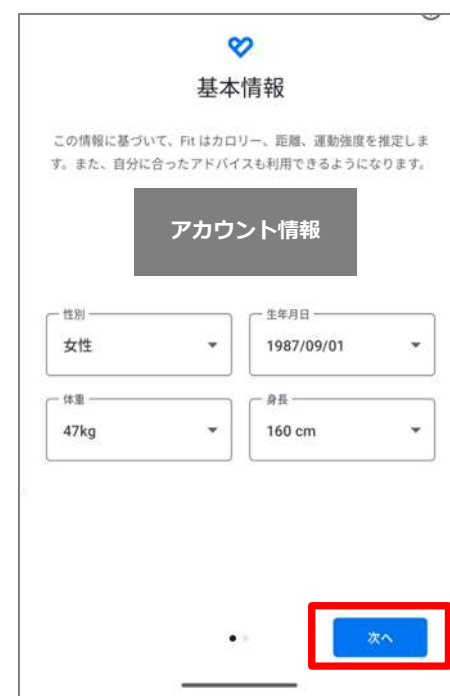 基本情報
この情報に基づいて、Fit はカロリー、距離、運動強度を推定しま
す。また、自分に合ったアドバイスも利用できるようになります。
アカウント情報
性別
女性
生年月日
1987/09/01
体重
47kg
身長
160 cm
次へ